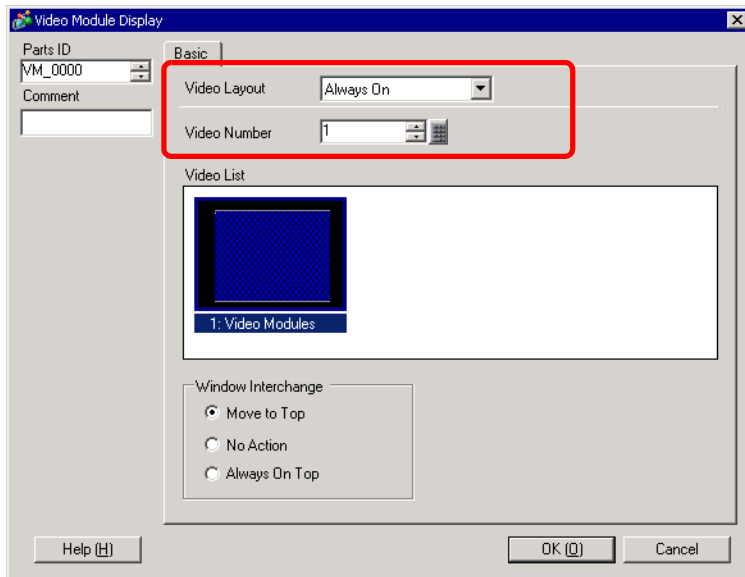 Video Module Display
Parts ID
VM_0000
Comment
Basic
Video Layout Always On
Video Number 1
Video List
1: Video Modules
Window Interchange
Move to Top
No Action
Always On Top
Help (H)
OK (O)
Cancel